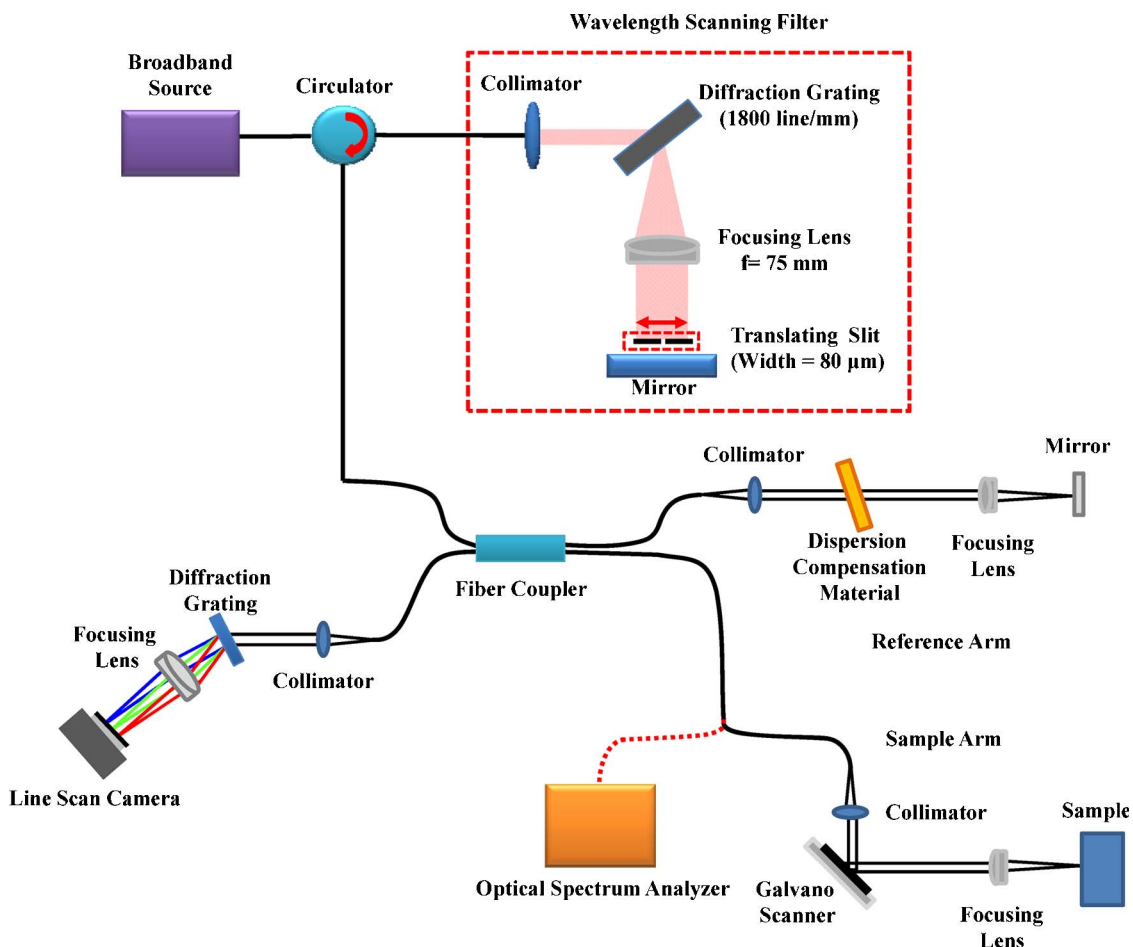 Wavelength Scanning Filter
Broadband
Source
Circulator
Collimator
Diffraction Grating
(1800 line/mm)
Focusing Lens
f= 75 mm
Translating Slit
(Width = 80 µm)
Mirror
Collimator
Mirror
Dispersion
Compensation
Material
Focusing
Lens
Fiber Coupler
Diffraction
Grating
Focusing
Lens
Collimator
Line Scan Camera
Reference Arm
Sample Arm
Optical Spectrum Analyzer
Collimator
Sample
Galvano
Scanner
Focusing
Lens